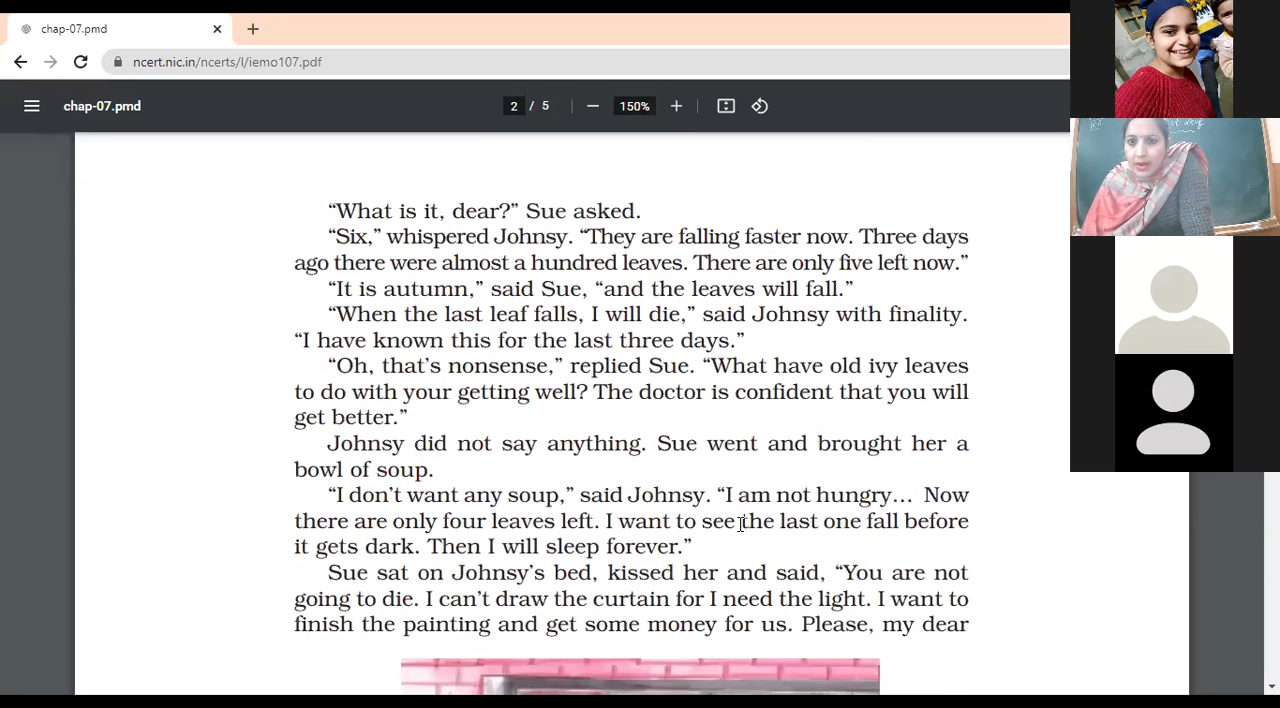 chap-07.pmd
ncert.nic.in/ncerts/l/iemo107.pdf
chap-07.pmd
2 / 5
150%
“What is it, dear?” Sue asked.
“Six,” whispered Johnsy. “They are falling faster now. Three days
ago there were almost a hundred leaves. There are only five left now.”
“It is autumn,” said Sue, “and the leaves will fall.”
“When the last leaf falls, I will die,” said Johnsy with finality.
“I have known this for the last three days.”
“Oh, that’s nonsense,” replied Sue. “What have old ivy leaves
to do with your getting well? The doctor is confident that you will
get better.”
Johnsy did not say anything. Sue went and brought her a
bowl of soup.
“I don’t want any soup,” said Johnsy. “I am not hungry… Now
there are only four leaves left. I want to see the last one fall before
it gets dark. Then I will sleep forever.”
Sue sat on Johnsy’s bed, kissed her and said, “You are not
going to die. I can’t draw the curtain for I need the light. I want to
finish the painting and get some money for us. Please, my dear